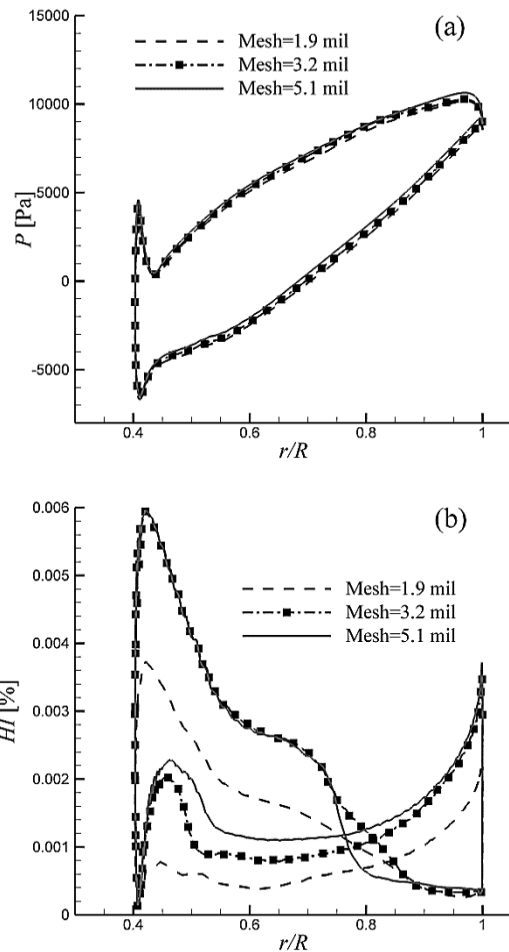 (a)
Mesh=1.9 mil
Mesh=3.2 mil
Mesh=5.1 mil
15000
10000
5000
0
-5000
P [Pa]
0.4
0.6
0.8
1
r/R
(b)
Mesh=1.9 mil
Mesh=3.2 mil
Mesh=5.1 mil
0.006
0.005
0.004
0.003
0.002
0.001
0
HI [%]
0.4
0.6
0.8
1
r/R